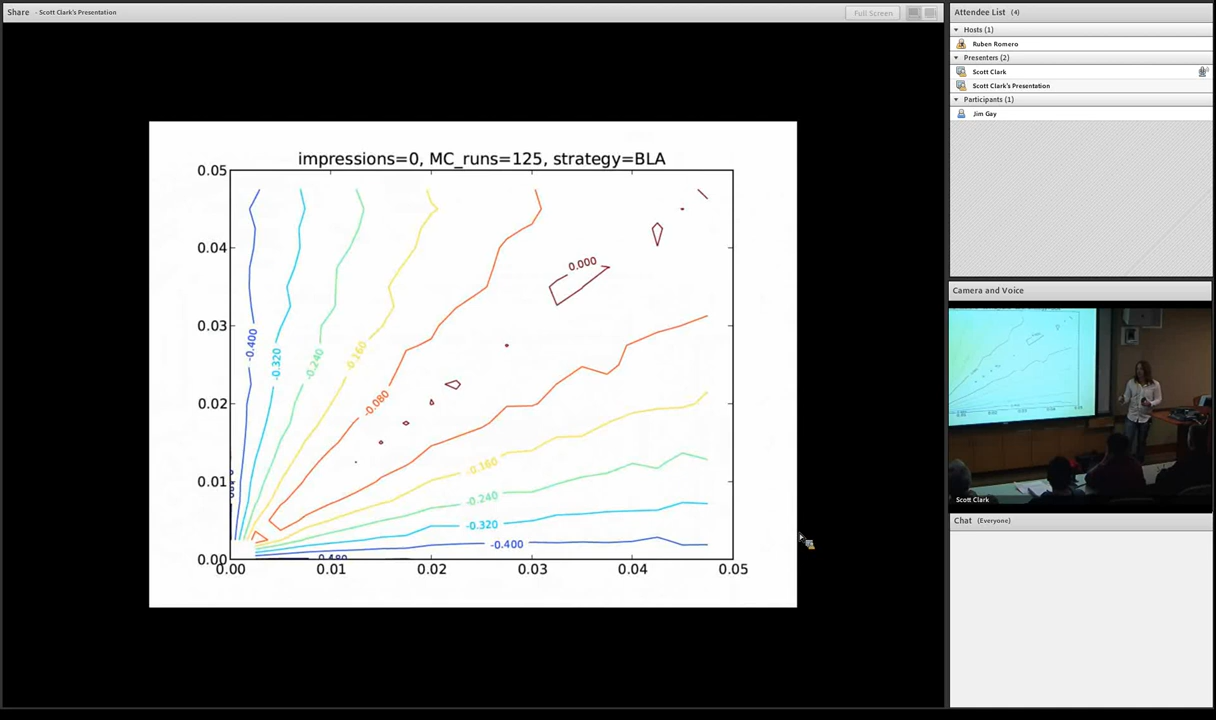 Share - Scott Clark's Presentation
Full Screen
impressions=0, MC_runs=125, strategy=BLA
0.05
0.04
0.03
0.02
0.01
0.00
0.00 0.01 0.02 0.03 0.04 0.05
0.000
-0.400
-0.320
-0.240
-0.160
-0.080
-0.160
-0.240
-0.320
-0.400
Attendee List (4)
Hosts (1)
Ruben Romero
Presenters (2)
Scott Clark
Scott Clark's Presentation
Participants (1)
Jim Gay
Camera and Voice
Scott Clark
Chat (Everyone)